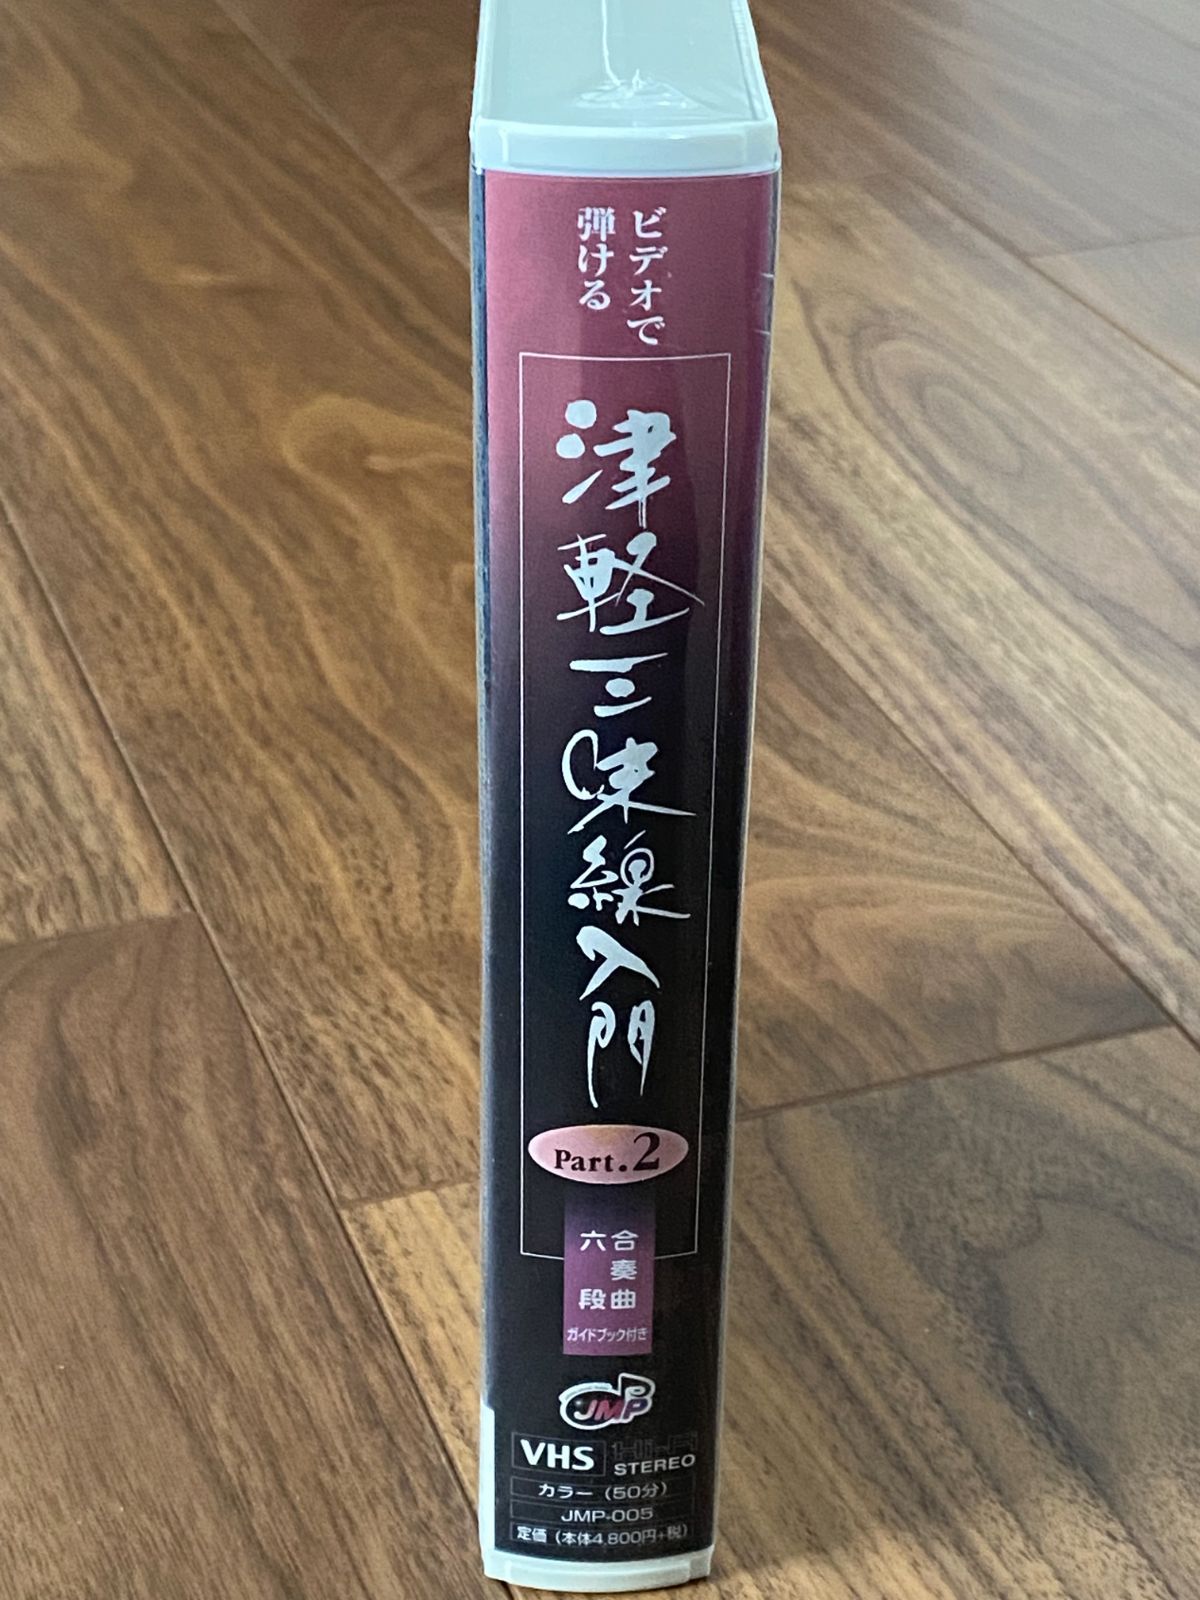 ビデオで
弾ける
津軽三味線入門
Part.2
合奏曲
六段
ガイドブック付き
JMP
VHS
Hi-Fi
STEREO
カラー（50分）
JMP-005
定価（本体4,800円+税）